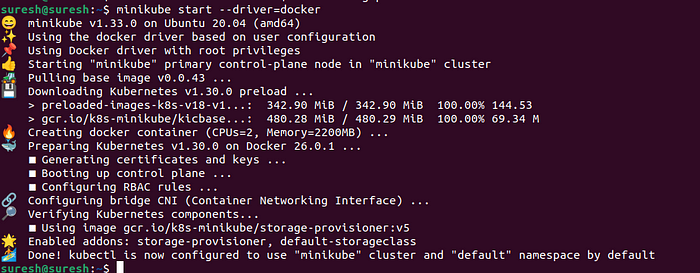 suresh@suresh:~$ minikube start --driver=docker
😄 minikube v1.33.0 on Ubuntu 20.04 (amd64)
✨ Using the docker driver based on user configuration
📌 Using Docker driver with root privileges
👍 Starting "minikube" primary control-plane node in "minikube" cluster
🚜 Pulling base image v0.0.43 ...
💾 Downloading Kubernetes v1.30.0 preload ...
> preloaded-images-k8s-v18-v1...: 342.90 MiB / 342.90 MiB 100.00% 144.53
> gcr.io/k8s-minikube/kicbase...: 480.28 MiB / 480.29 MiB 100.00% 69.34 M
🔥 Creating docker container (CPUs=2, Memory=2200MB) ...
🐳 Preparing Kubernetes v1.30.0 on Docker 26.0.1 ...
▪ Generating certificates and keys ...
▪ Booting up control plane ...
▪ Configuring RBAC rules ...
🔗 Configuring bridge CNI (Container Networking Interface) ...
🔎 Verifying Kubernetes components...
▪ Using image gcr.io/k8s-minikube/storage-provisioner:v5
🌟 Enabled addons: storage-provisioner, default-storageclass
🏄 Done! kubectl is now configured to use "minikube" cluster and "default" namespace by default
suresh@suresh:~$